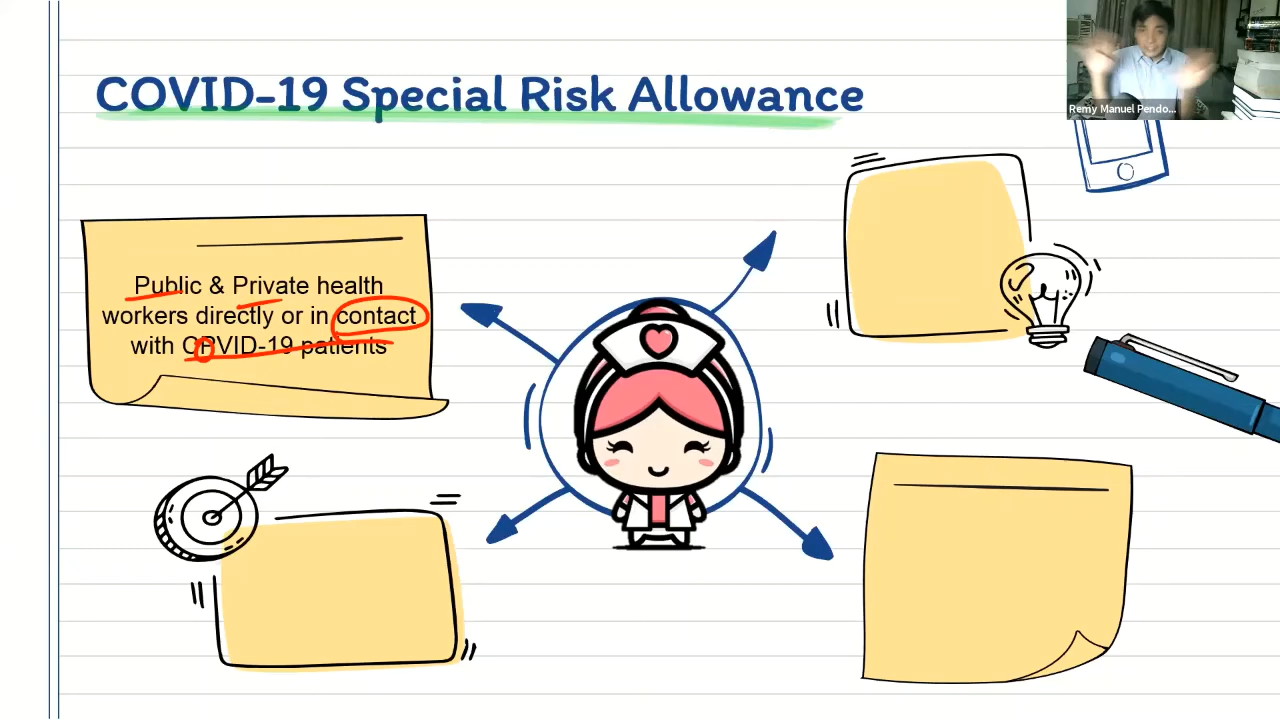 COVID-19 Special Risk Allowance
Remy Manuel Pendo...
Public & Private health
workers directly or in contact
with COVID-19 patients